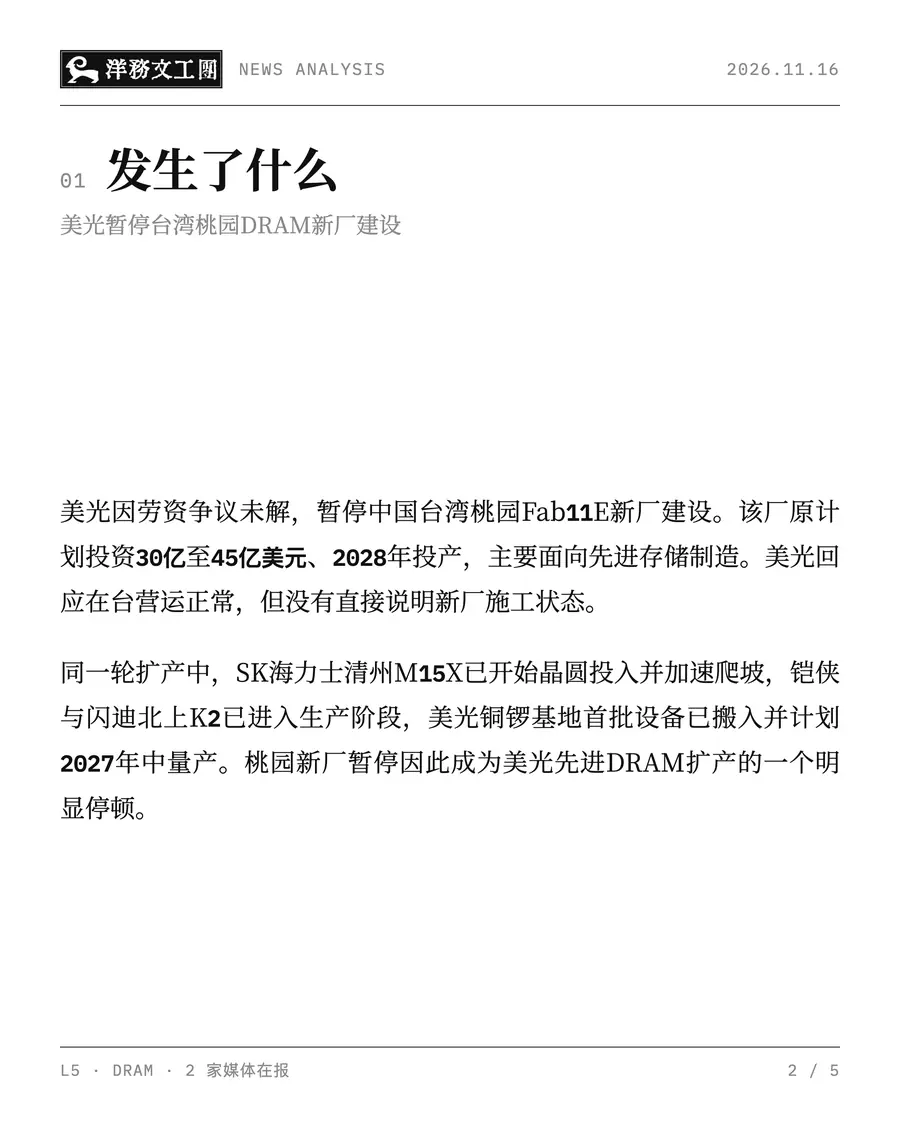 洋務文工團 NEWS ANALYSIS 2026.11.16
01 发生了什么
美光暂停台湾桃园DRAM新厂建设
美光因劳资争议未解，暂停中国台湾桃园Fab11E新厂建设。该厂原计
划投资30亿至45亿美元、2028年投产，主要面向先进存储制造。美光回
应在台营运正常，但没有直接说明新厂施工状态。
同一轮扩产中，SK海力士清州M15X已开始晶圆投入并加速爬坡，铠侠
与闪迪北上K2已进入生产阶段，美光铜锣基地首批设备已搬入并计划
2027年中量产。桃园新厂暂停因此成为美光先进DRAM扩产的一个明
显停顿。
L5 · DRAM · 2 家媒体在报 2 / 5